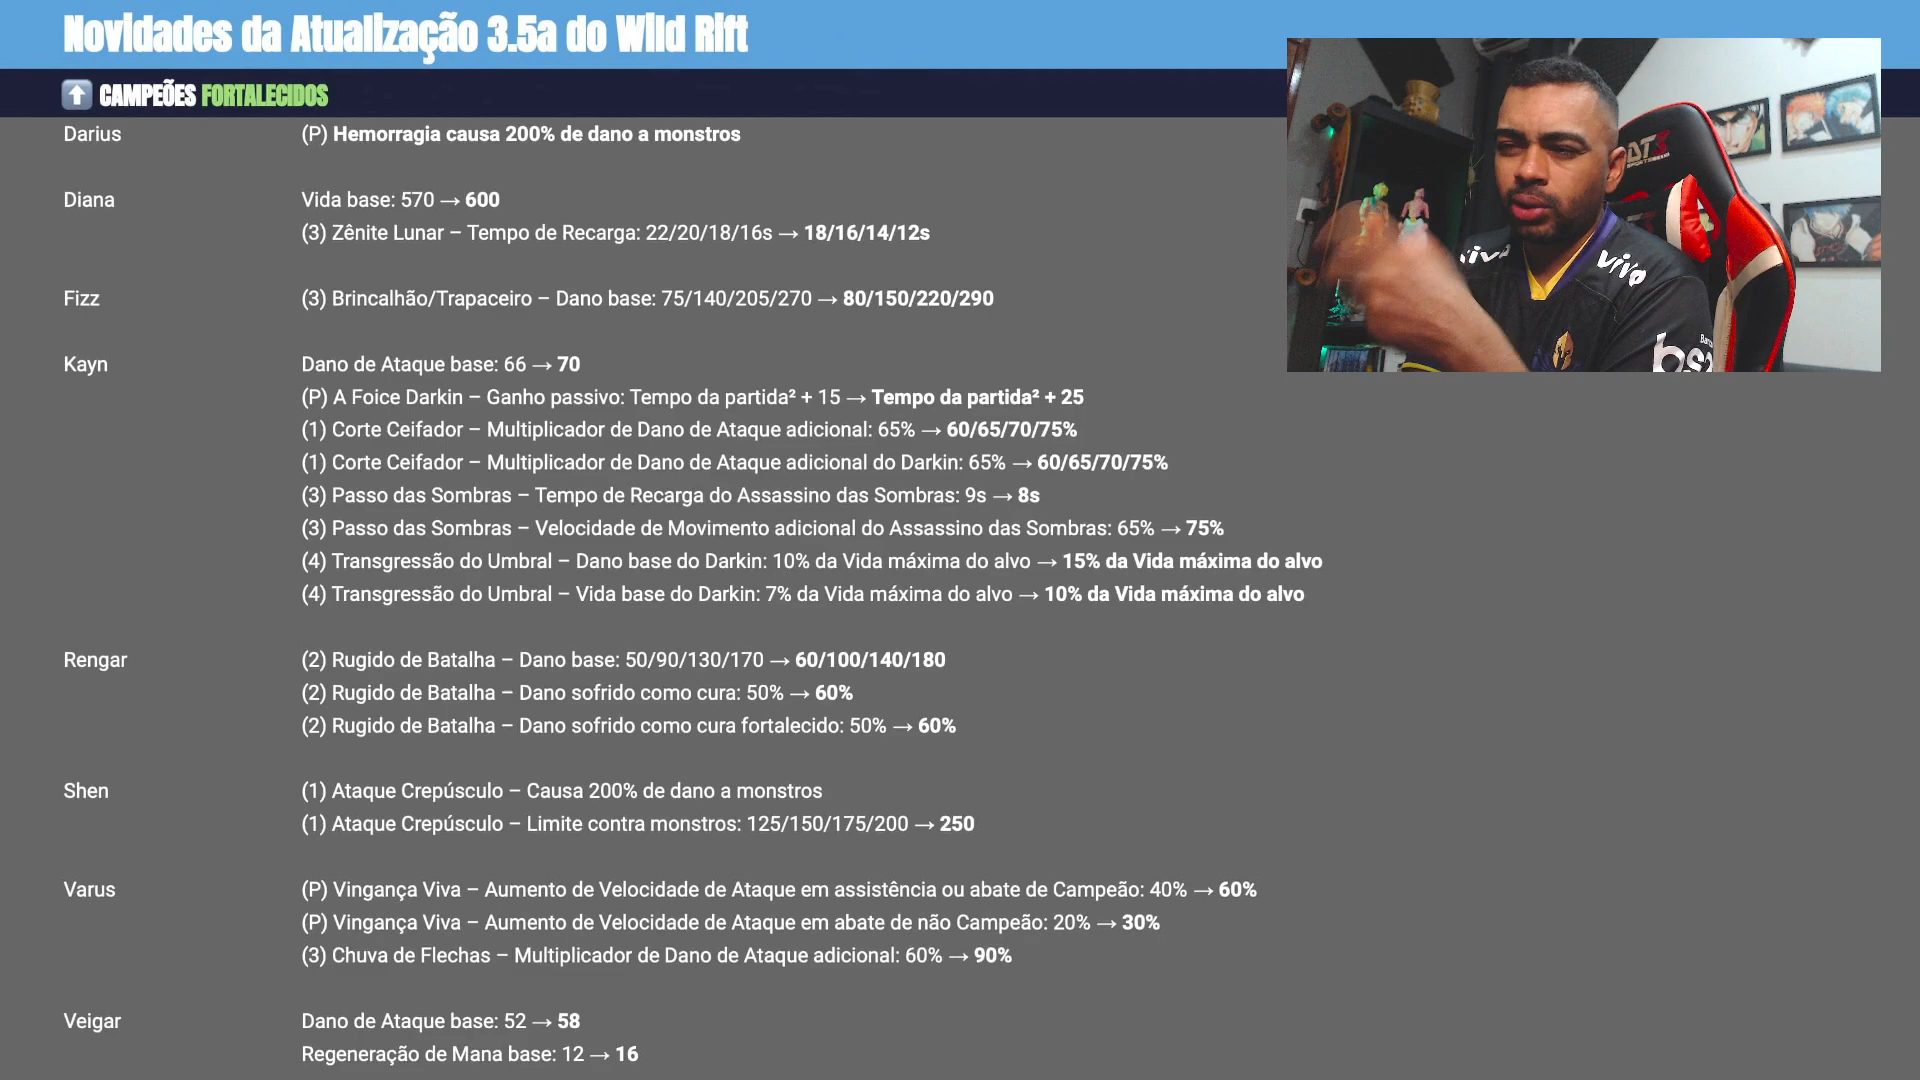 Novidades da Atualização 3.5a do Wild Rift
CAMPEÕES FORTALECIDOS
Darius (P) Hemorragia causa 200% de dano a monstros
Diana Vida base: 570 → 600
(3) Zênite Lunar – Tempo de Recarga: 22/20/18/16s → 18/16/14/12s
Fizz (3) Brincalhão/Trapaceiro – Dano base: 75/140/205/270 → 80/150/220/290
Kayn Dano de Ataque base: 66 → 70
(P) A Foice Darkin – Ganho passivo: Tempo da partida² + 15 → Tempo da partida² + 25
(1) Corte Ceifador – Multiplicador de Dano de Ataque adicional: 65% → 60/65/70/75%
(1) Corte Ceifador – Multiplicador de Dano de Ataque adicional do Darkin: 65% → 60/65/70/75%
(3) Passo das Sombras – Tempo de Recarga do Assassino das Sombras: 9s → 8s
(3) Passo das Sombras – Velocidade de Movimento adicional do Assassino das Sombras: 65% → 75%
(4) Transgressão do Umbral – Dano base do Darkin: 10% da Vida máxima do alvo → 15% da Vida máxima do alvo
(4) Transgressão do Umbral – Vida base do Darkin: 7% da Vida máxima do alvo → 10% da Vida máxima do alvo
Rengar (2) Rugido de Batalha – Dano base: 50/90/130/170 → 60/100/140/180
(2) Rugido de Batalha – Dano sofrido como cura: 50% → 60%
(2) Rugido de Batalha – Dano sofrido como cura fortalecido: 50% → 60%
Shen (1) Ataque Crepúsculo – Causa 200% de dano a monstros
(1) Ataque Crepúsculo – Limite contra monstros: 125/150/175/200 → 250
Varus (P) Vingança Viva – Aumento de Velocidade de Ataque em assistência ou abate de Campeão: 40% → 60%
(P) Vingança Viva – Aumento de Velocidade de Ataque em abate de não Campeão: 20% → 30%
(3) Chuva de Flechas – Multiplicador de Dano de Ataque adicional: 60% → 90%
Veigar Dano de Ataque base: 52 → 58
Regeneração de Mana base: 12 → 16
DT3
vivo